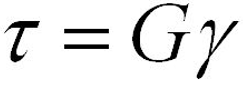 τ = Gγ